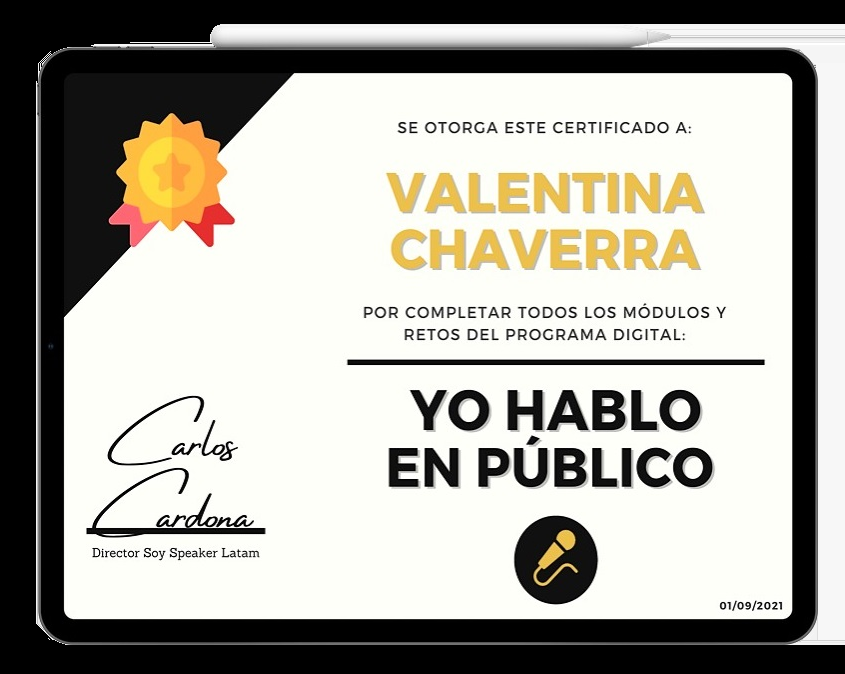 SE OTORGA ESTE CERTIFICADO A:
VALENTINA
CHAVERRA
POR COMPLETAR TODOS LOS MÓDULOS Y
RETOS DEL PROGRAMA DIGITAL:
YO HABLO
EN PÚBLICO
Carlos
Cardona
Director Soy Speaker Latam
01/09/2021